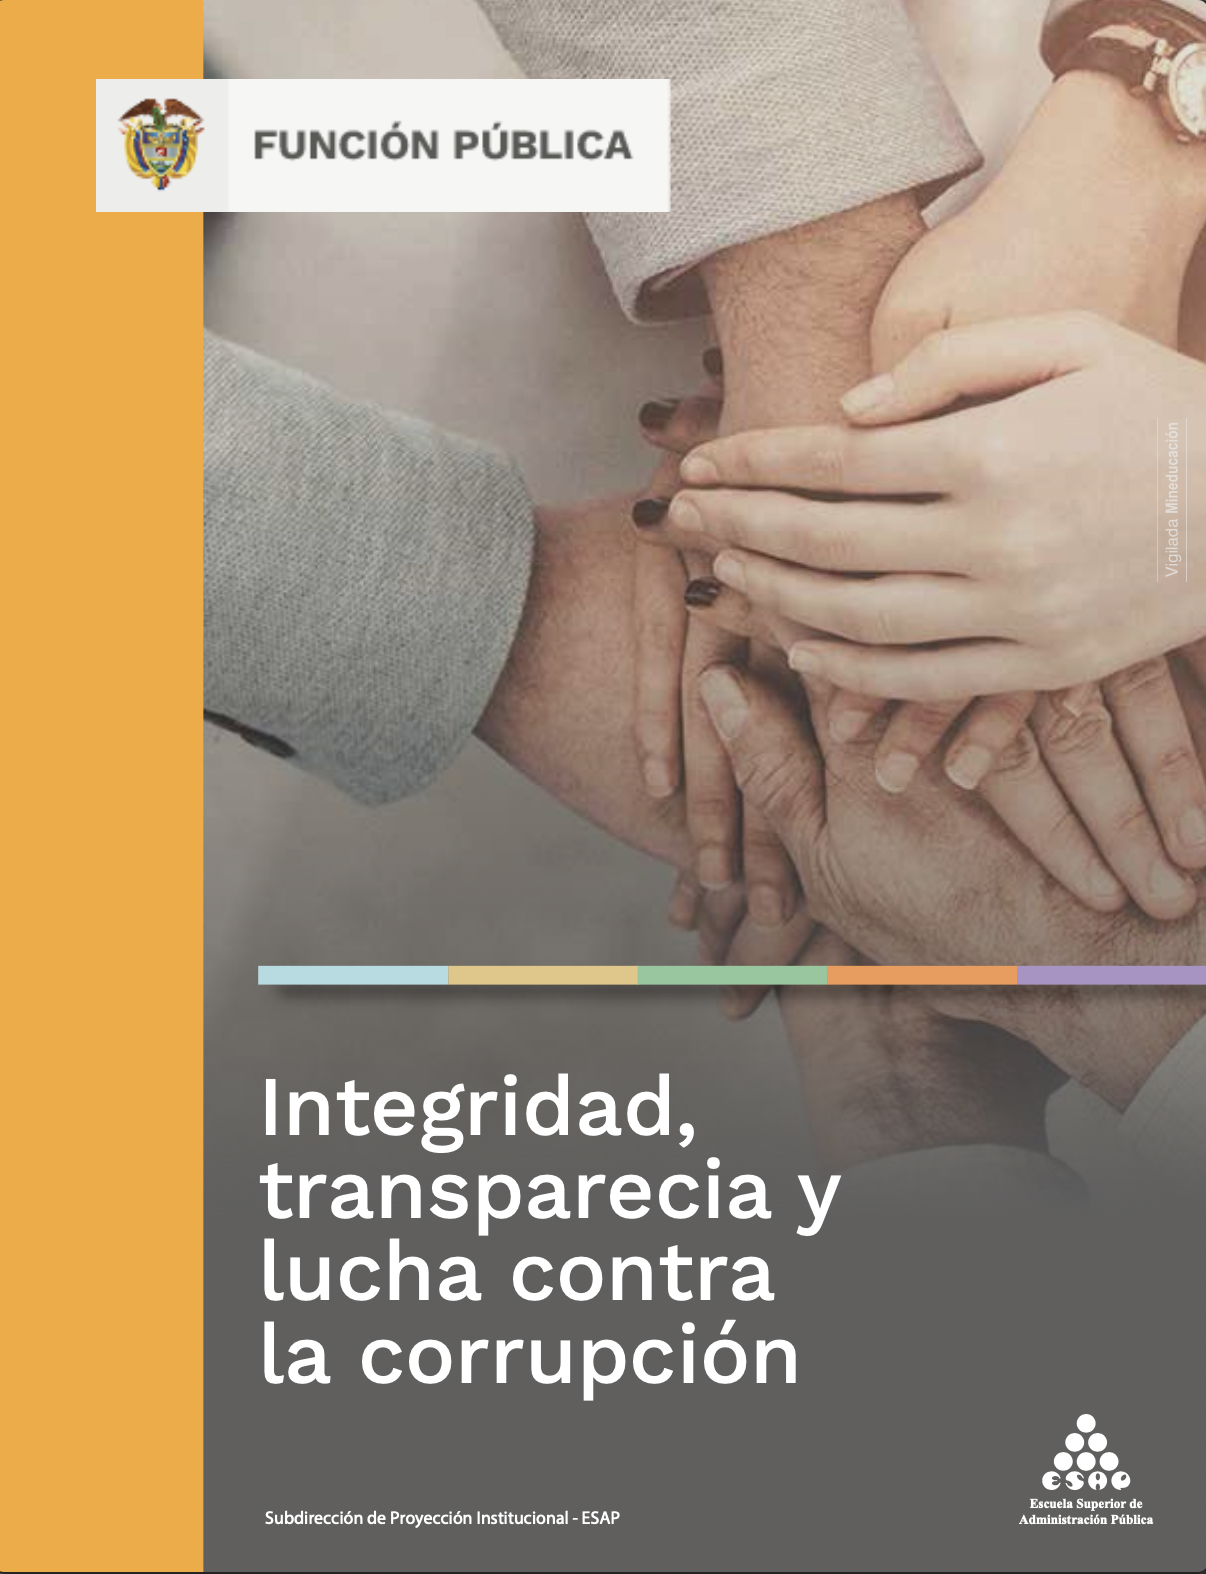 FUNCIÓN PÚBLICA
Vigilada Mineducación
Integridad,
transparecia y
lucha contra
la corrupción
Subdirección de Proyección Institucional - ESAP
ESAP
Escuela Superior de
Administración Pública